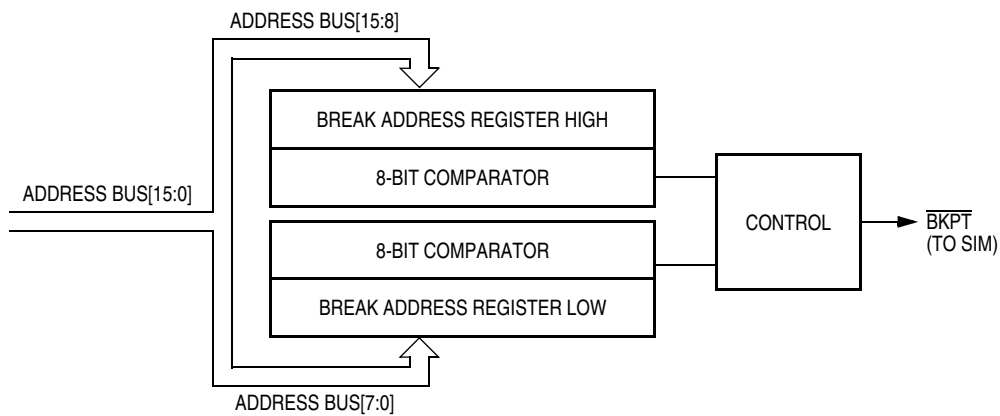 ADDRESS BUS[15:8]
BREAK ADDRESS REGISTER HIGH
8-BIT COMPARATOR
ADDRESS BUS[15:0]
CONTROL
BKPT
(TO SIM)
8-BIT COMPARATOR
BREAK ADDRESS REGISTER LOW
ADDRESS BUS[7:0]